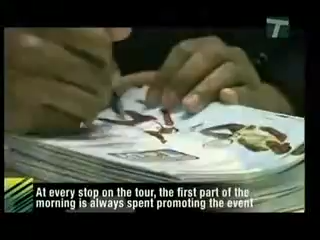 T
At every stop on the tour, the first part of the
morning is always spent promoting the event